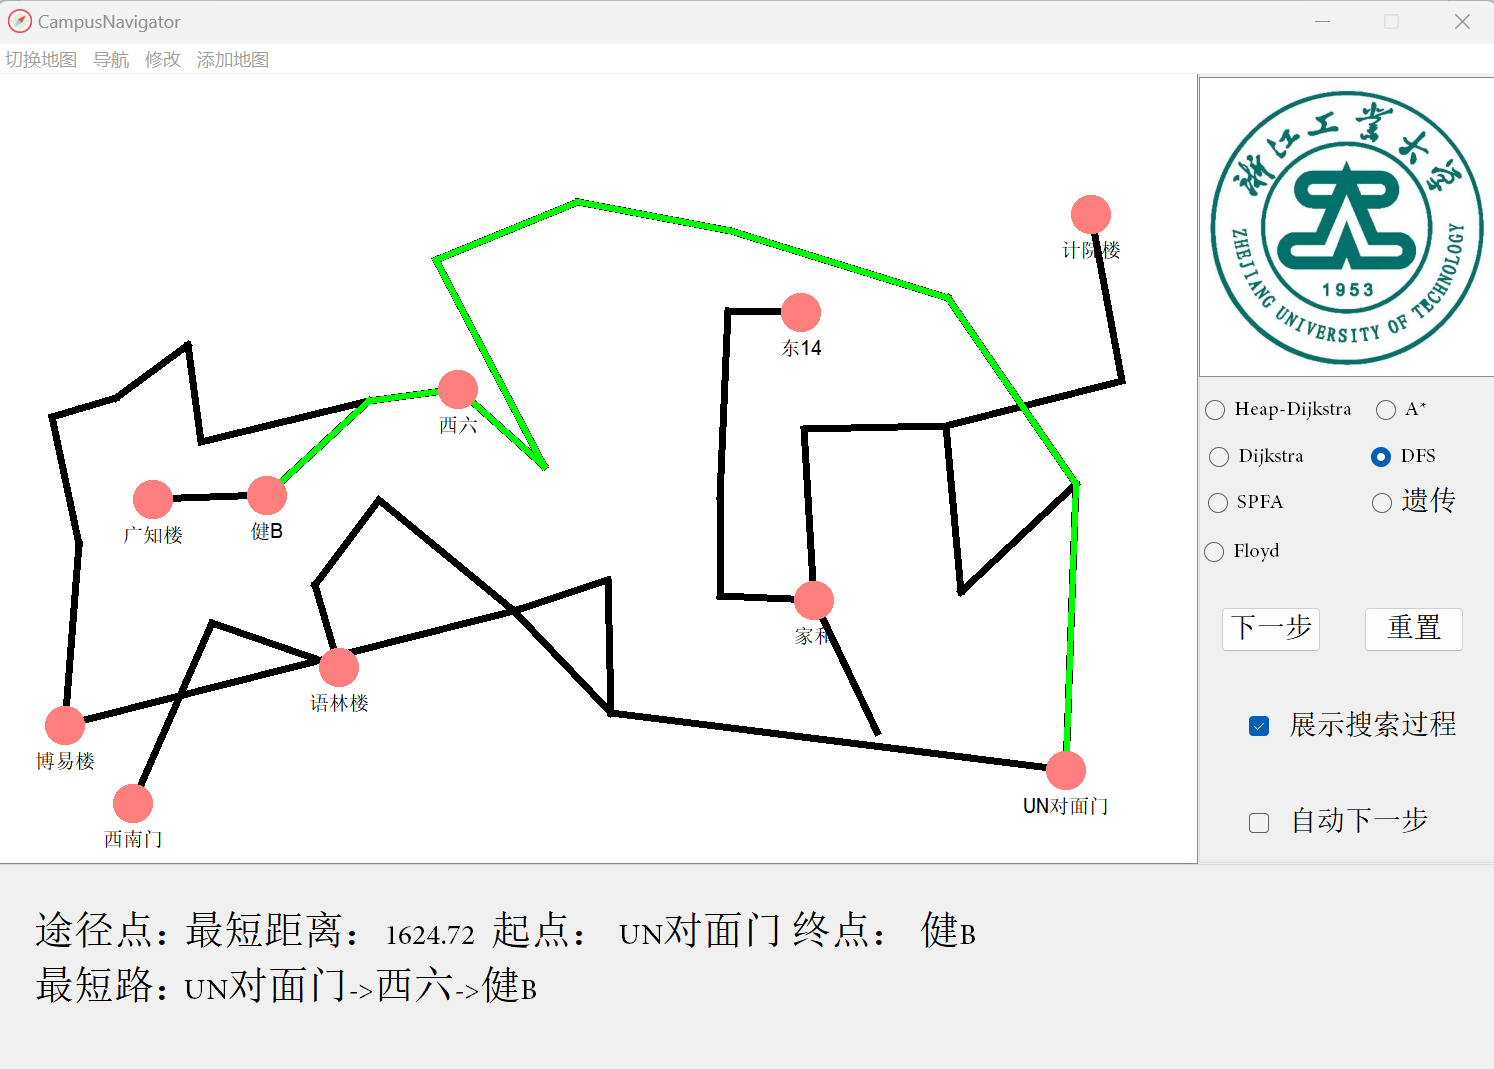 CampusNavigator
切换地图 导航 修改 添加地图
浙江工业大学
1953
ZHEJIANG UNIVERSITY OF TECHNOLOGY
计院楼
东14
西六
广知楼
健B
家和
语林楼
博易楼
UN对面门
西南门
Heap-Dijkstra A*
Dijkstra DFS
SPFA 遗传
Floyd
下一步 重置
展示搜索过程
自动下一步
途径点：最短距离： 1624.72 起点： UN对面门 终点： 健B
最短路：UN对面门->西六->健B